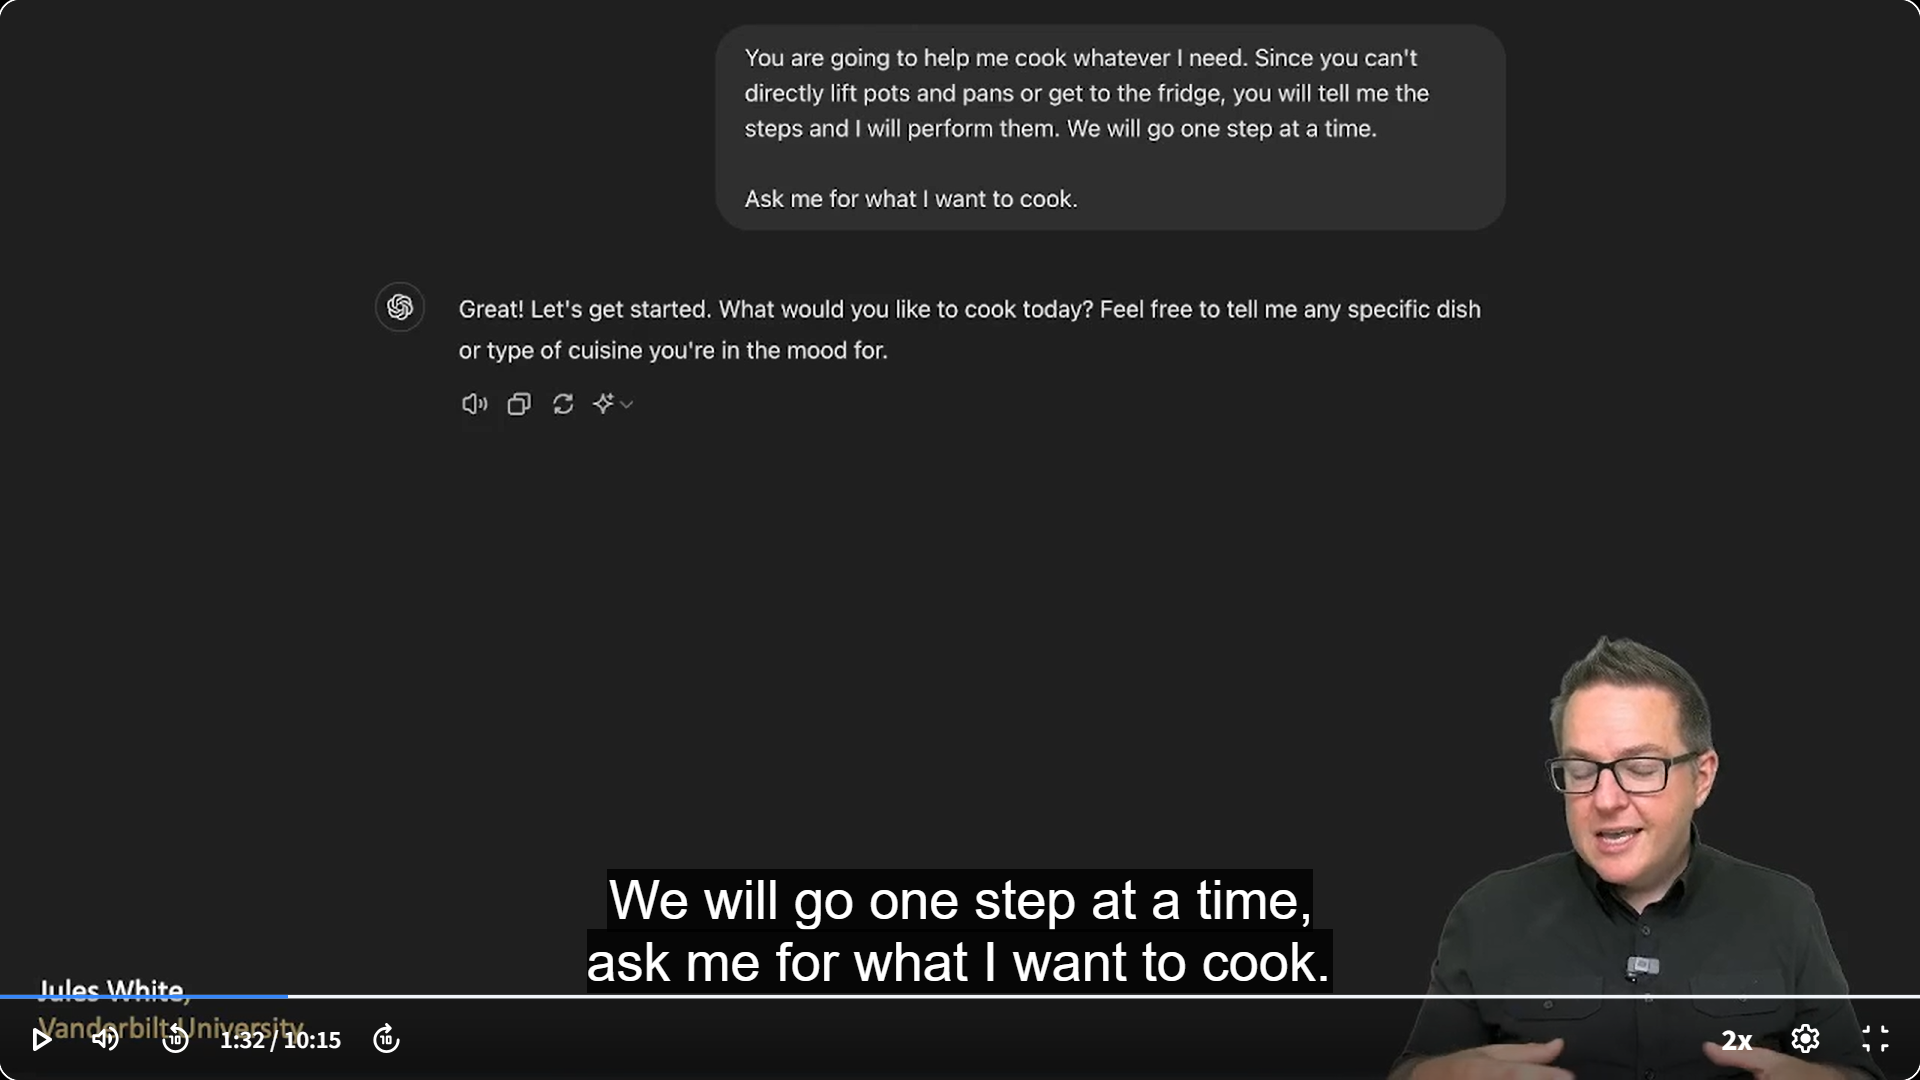 You are going to help me cook whatever I need. Since you can't
directly lift pots and pans or get to the fridge, you will tell me the
steps and I will perform them. We will go one step at a time.
Ask me for what I want to cook.
Great! Let's get started. What would you like to cook today? Feel free to tell me any specific dish
or type of cuisine you're in the mood for.
We will go one step at a time,
ask me for what I want to cook.
Jules White,
Vanderbilt University
10
1:32 / 10:15
10
2x